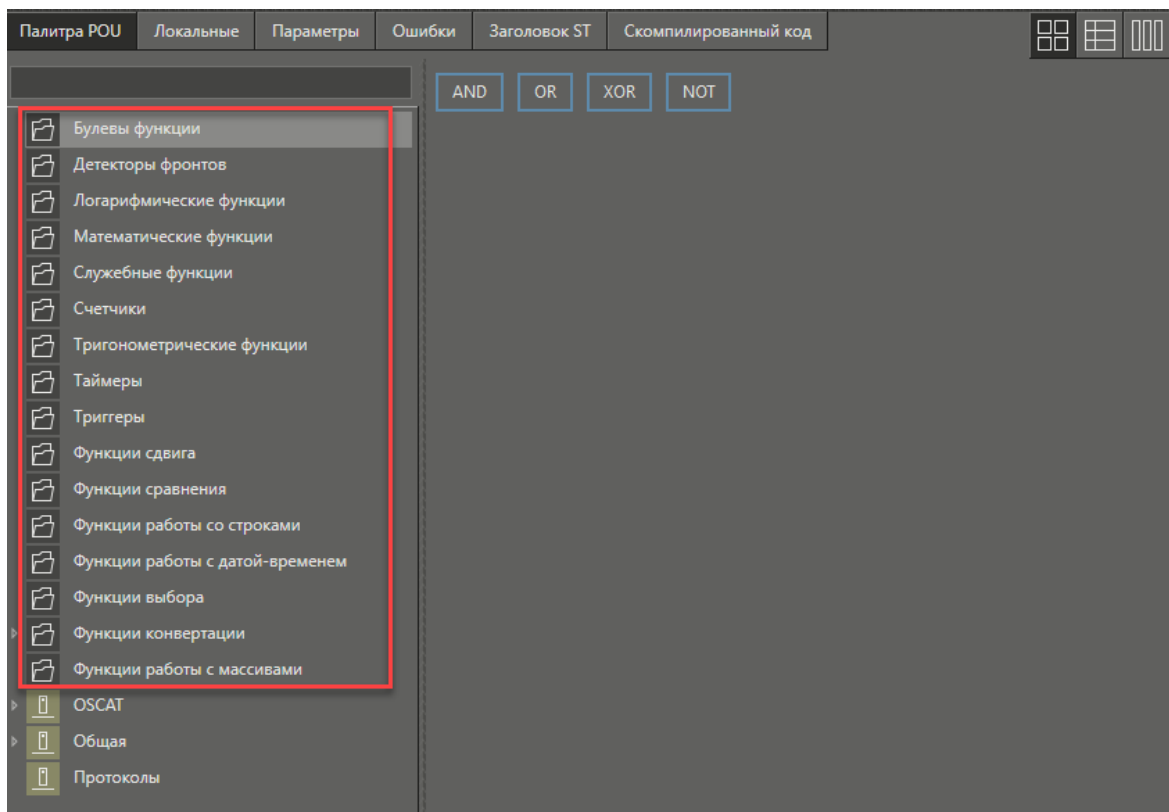 Палитра POU Локальные Параметры Ошибки Заголовок ST Скомпилированный код
AND OR XOR NOT
Булевы функции
Детекторы фронтов
Логарифмические функции
Математические функции
Служебные функции
Счетчики
Тригонометрические функции
Таймеры
Триггеры
Функции сдвига
Функции сравнения
Функции работы со строками
Функции работы с датой-временем
Функции выбора
Функции конвертации
Функции работы с массивами
OSCAT
Общая
Протоколы